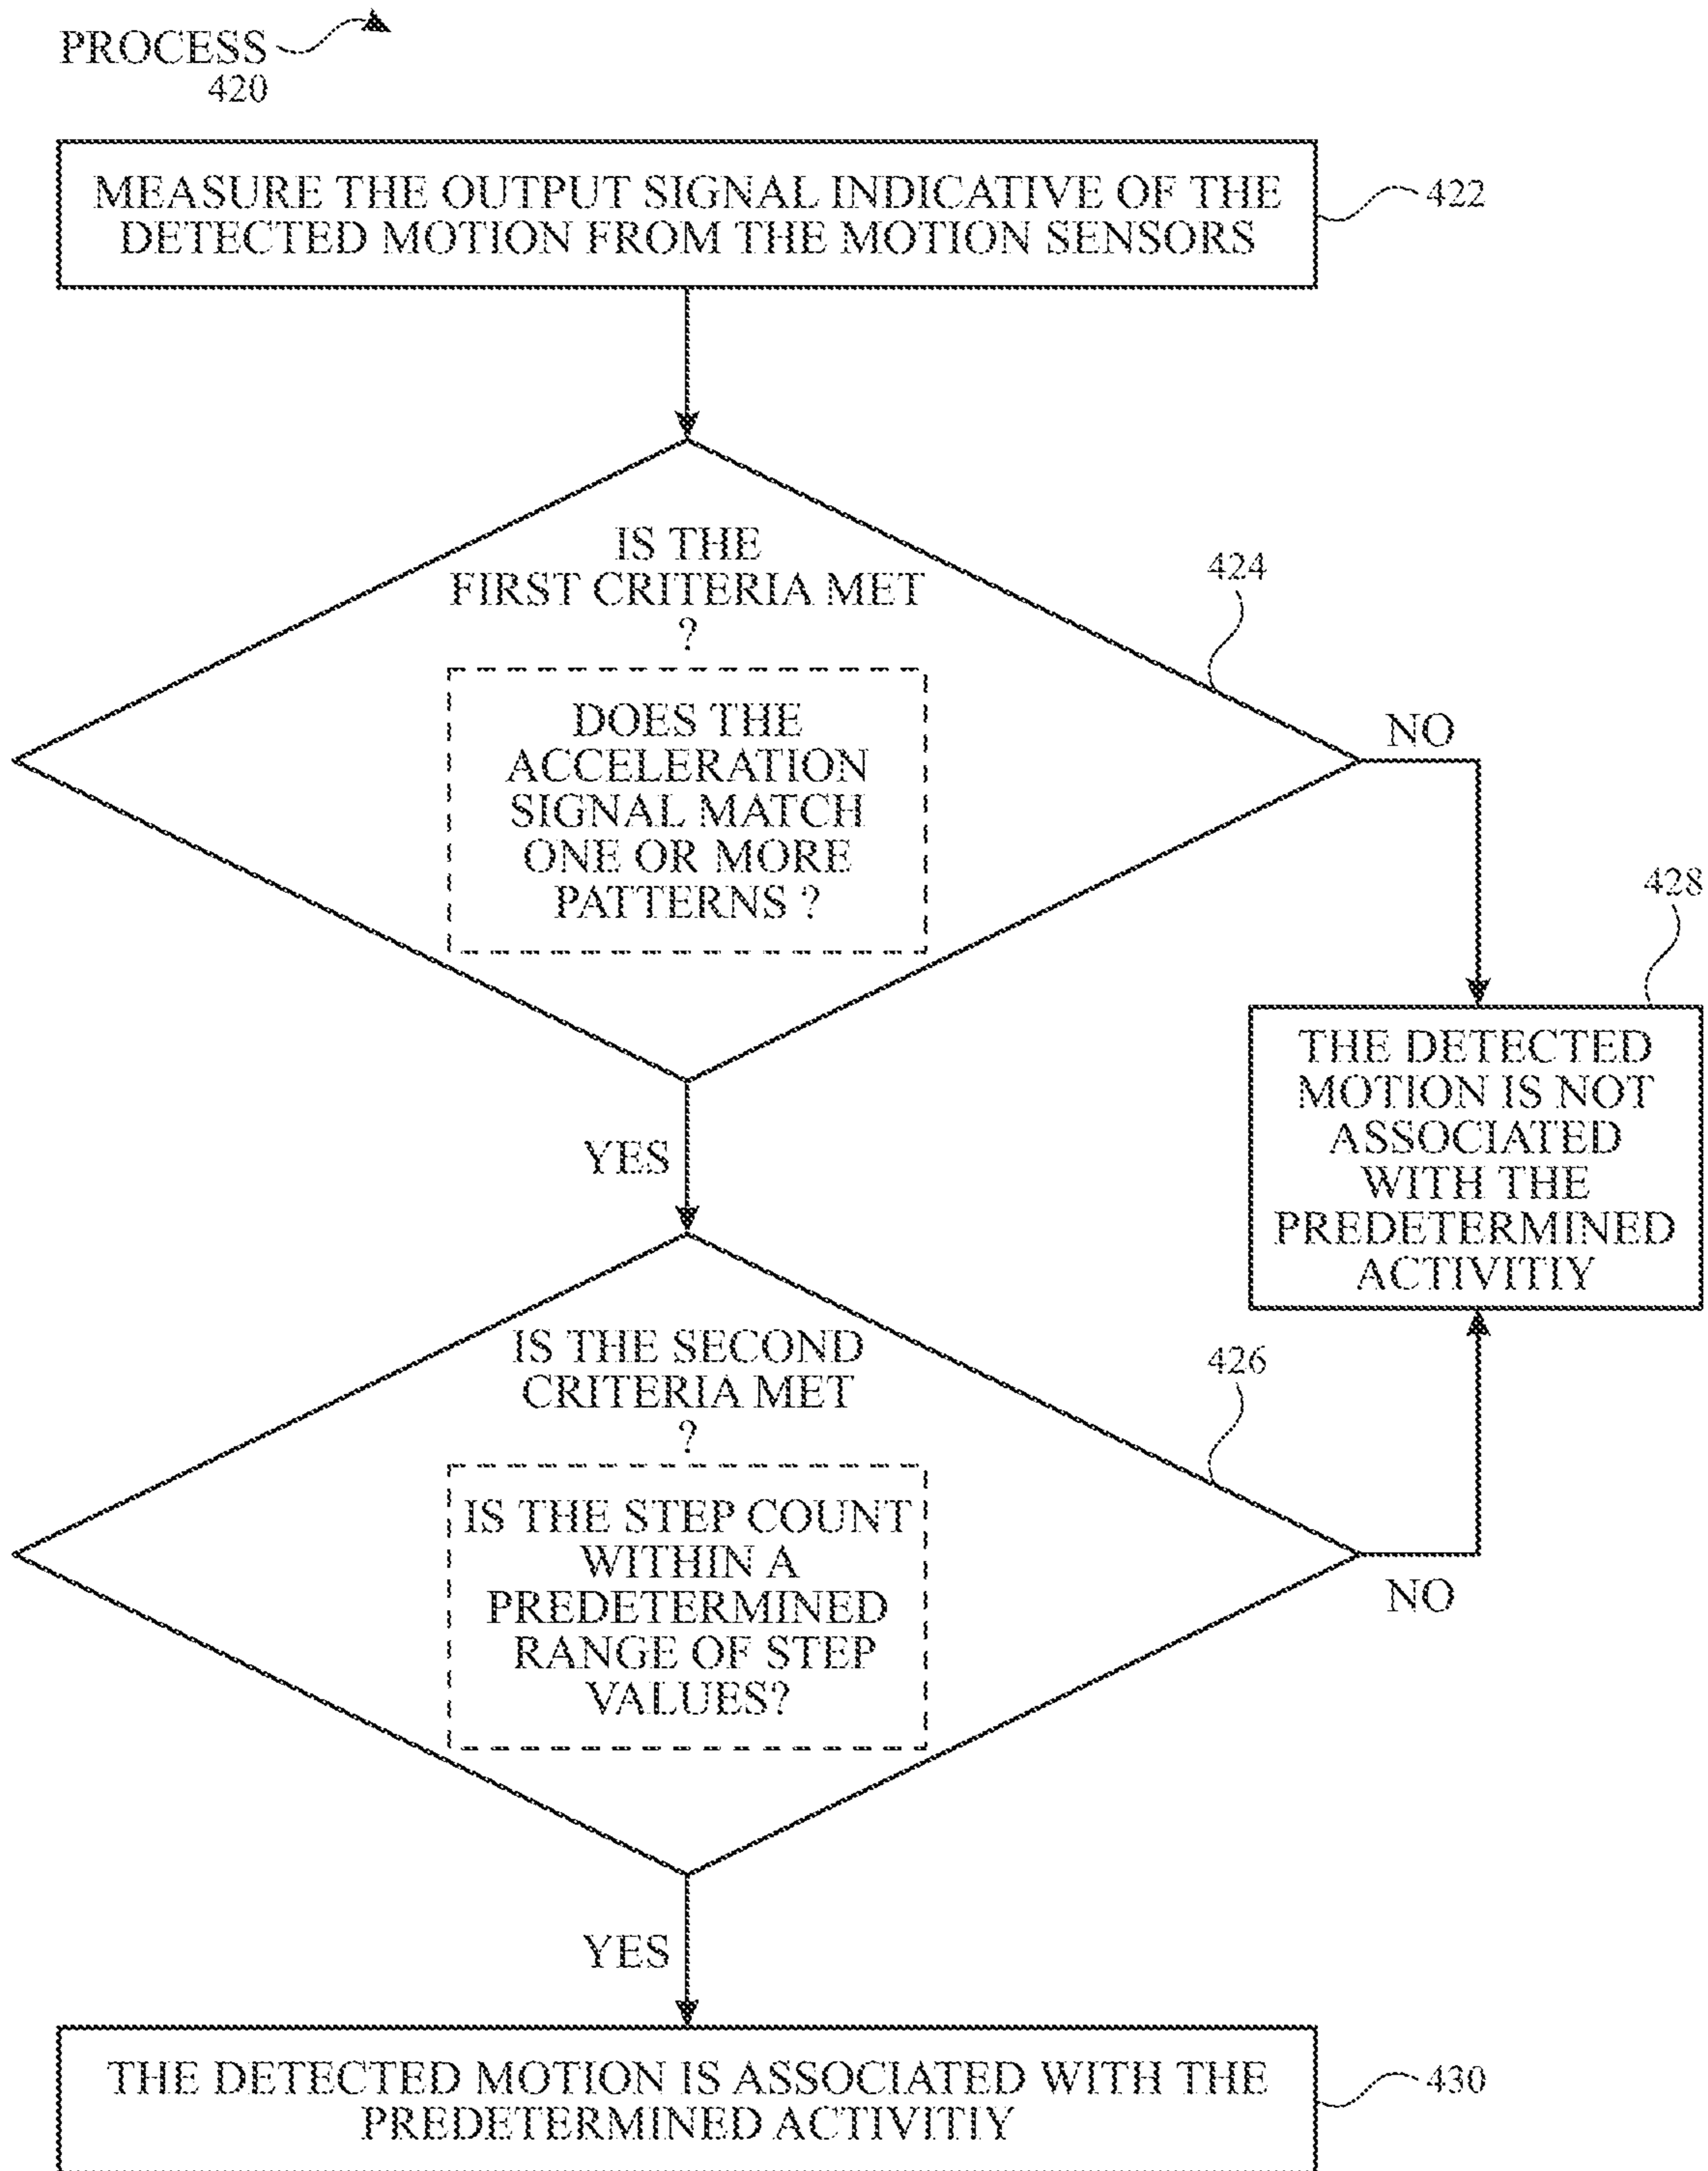 PROCESS
420
MEASURE THE OUTPUT SIGNAL INDICATIVE OF THE
DETECTED MOTION FROM THE MOTION SENSORS
422
IS THE
FIRST CRITERIA MET
?
DOES THE
ACCELERATION
SIGNAL MATCH
ONE OR MORE
PATTERNS ?
424
NO
YES
428
THE DETECTED
MOTION IS NOT
ASSOCIATED
WITH THE
PREDETERMINED
ACTIVITIY
IS THE SECOND
CRITERIA MET
?
IS THE STEP COUNT
WITHIN A
PREDETERMINED
RANGE OF STEP
VALUES?
426
NO
YES
THE DETECTED MOTION IS ASSOCIATED WITH THE
PREDETERMINED ACTIVITIY
430